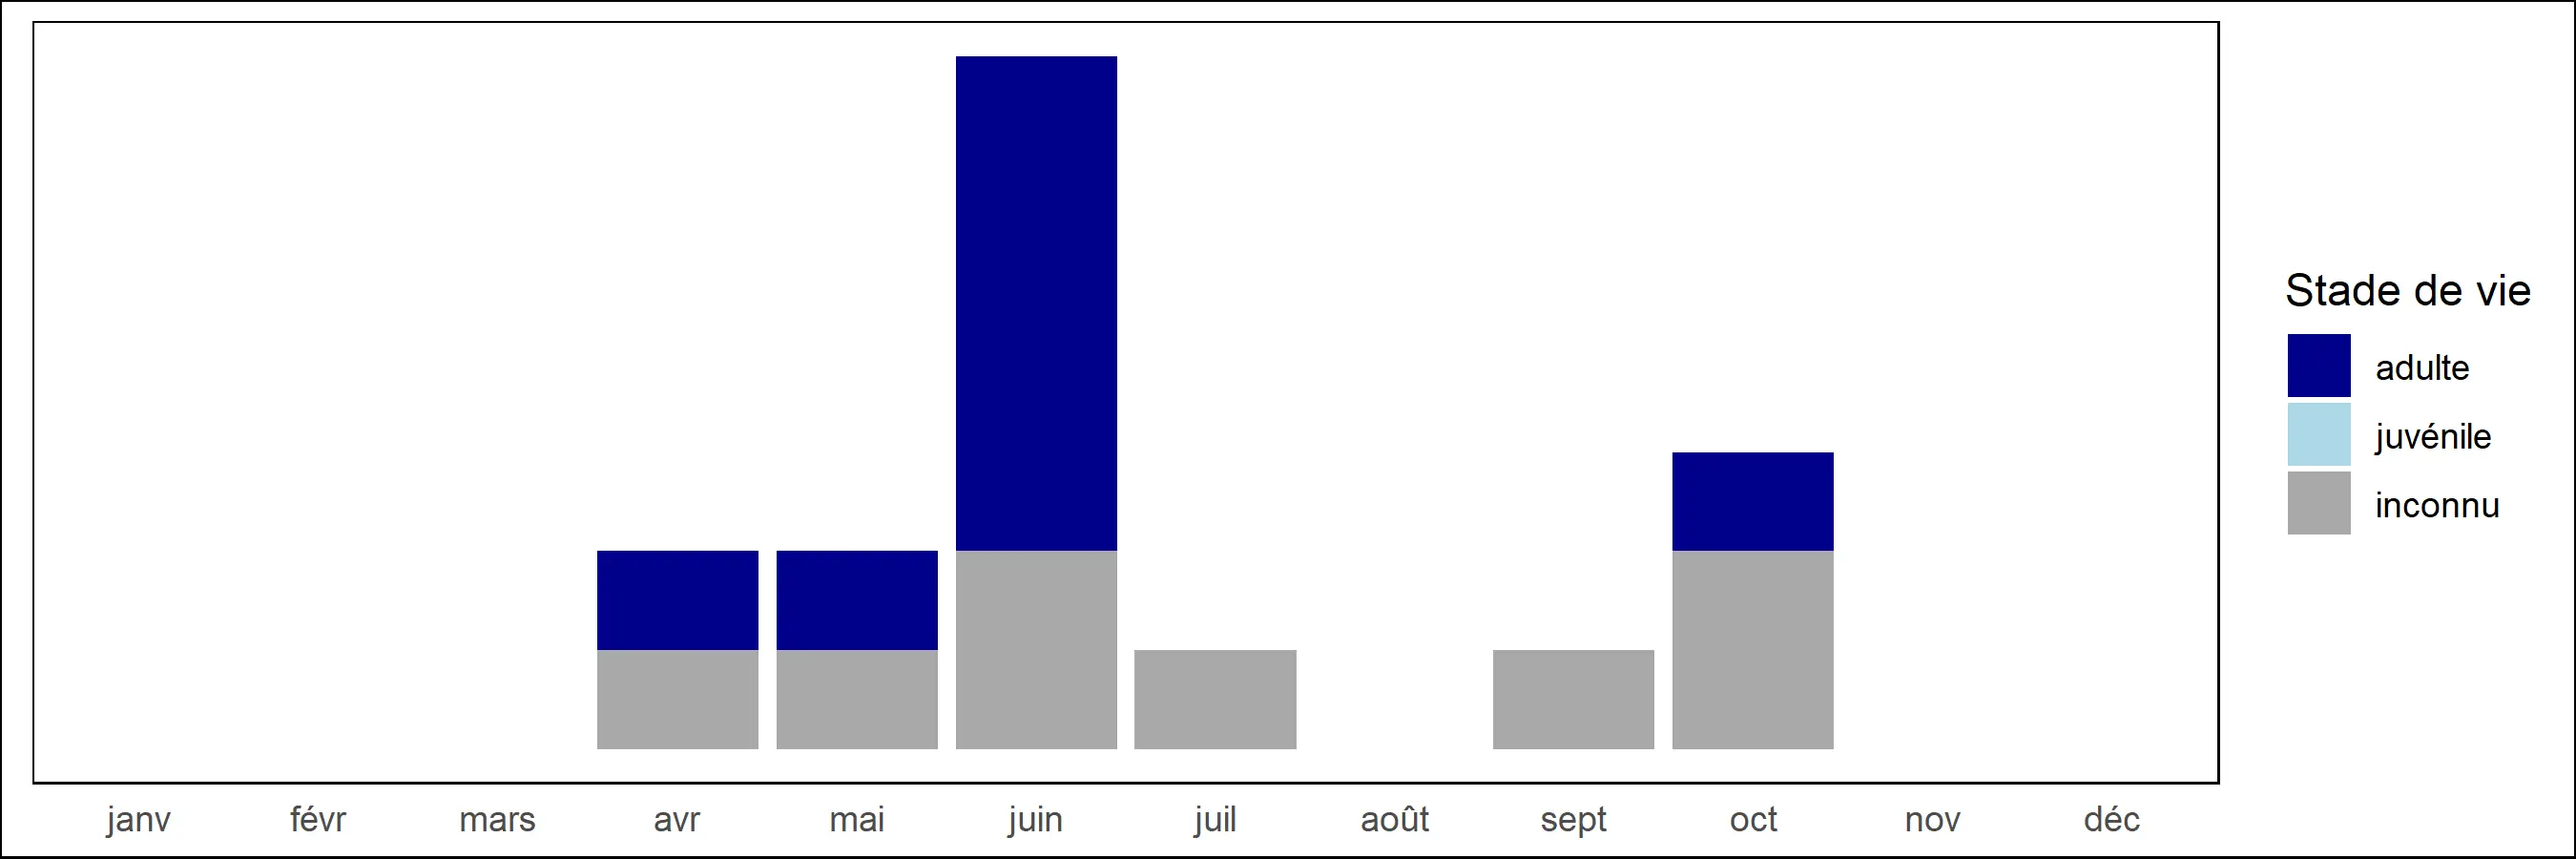 Stade de vie
adulte
juvénile
inconnu
janv févr mars avr mai juin juil août sept oct nov déc